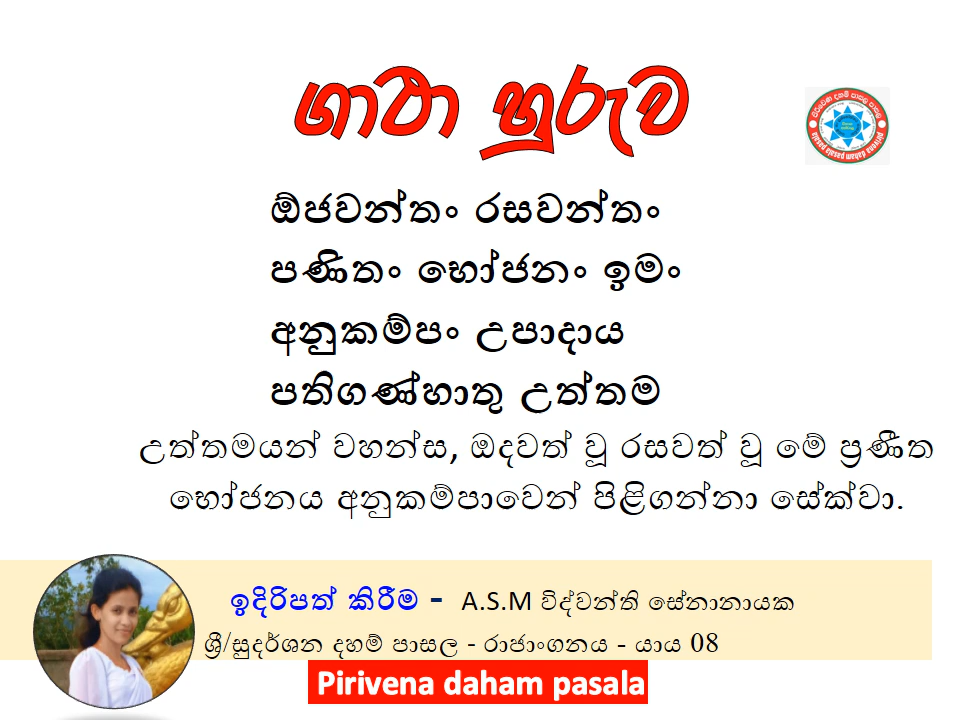 ගාථා හුරුව
ඕජවන්තං රසවන්තං
පණිතං භෝජනං ඉමං
අනුකම්පං උපාදාය
පතිගණ්හාතු උත්තම
උත්තමයන් වහන්ස, ඔදවත් වූ රසවත් වූ මේ ප්‍රණීත
භෝජනය අනුකම්පාවෙන් පිළිගන්නා සේක්වා.
ඉදිරිපත් කිරීම - A.S.M විද්වන්ති සේනානායක
ශ්‍රී/සුදර්ශන දහම් පාසල - රාජාංගනය - යාය 08
Pirivena daham pasala